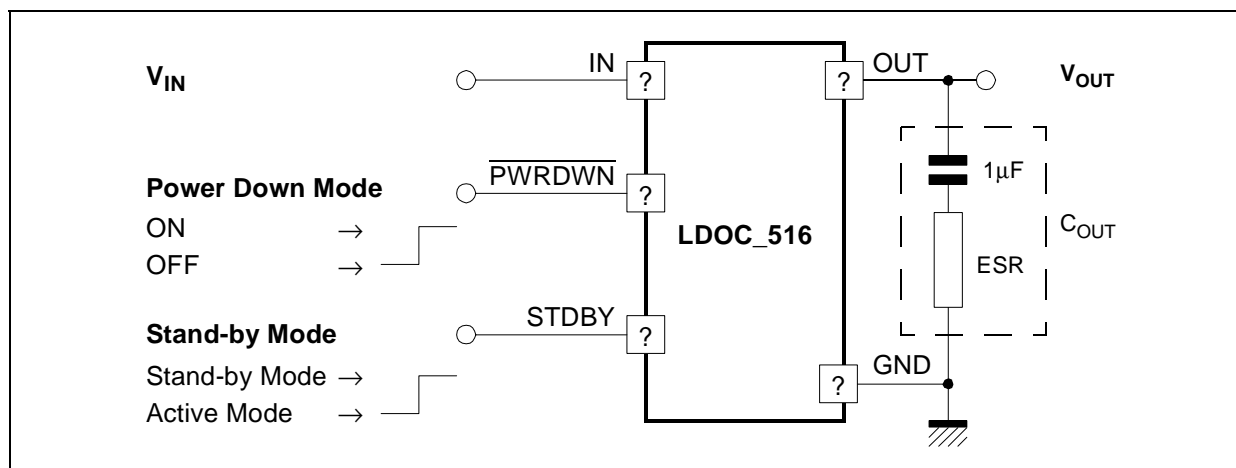 V_IN IN ? ? OUT V_OUT
PWRDWN ?
Power Down Mode
ON →
OFF →
1µF
LDOC_516
C_OUT
ESR
STDBY ?
Stand-by Mode
Stand-by Mode →
Active Mode →
? GND